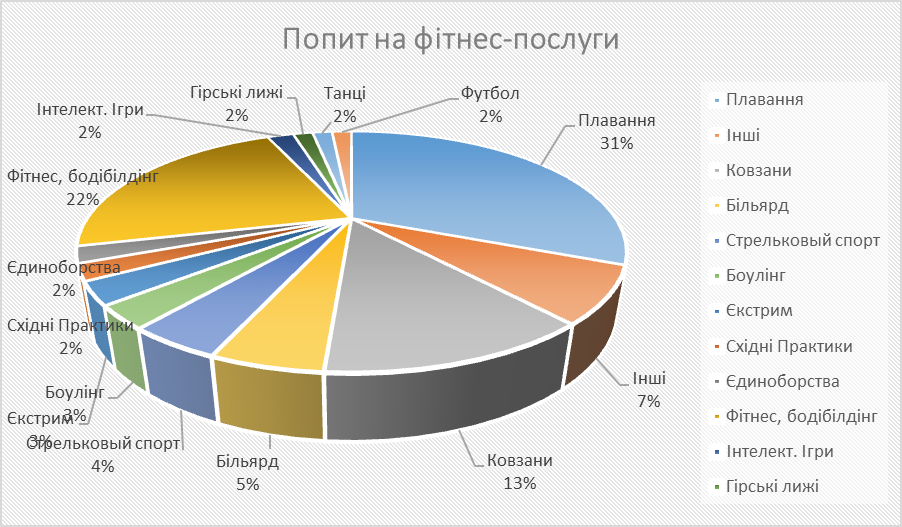 Попит на фітнес-послуги
Гірські лижі
2%
Танці
2%
Футбол
2%
Інтелект. Ігри
2%
Плавання
31%
Фітнес, бодібілдінг
22%
Єдиноборства
2%
Східні Практики
2%
Боулінг
3%
Єкстрим
3%
Стрельковый спорт
4%
Більярд
5%
Ковзани
13%
Інші
7%
Плавання
Інші
Ковзани
Більярд
Стрельковый спорт
Боулінг
Єкстрим
Східні Практики
Єдиноборства
Фітнес, бодібілдінг
Інтелект. Ігри
Гірські лижі